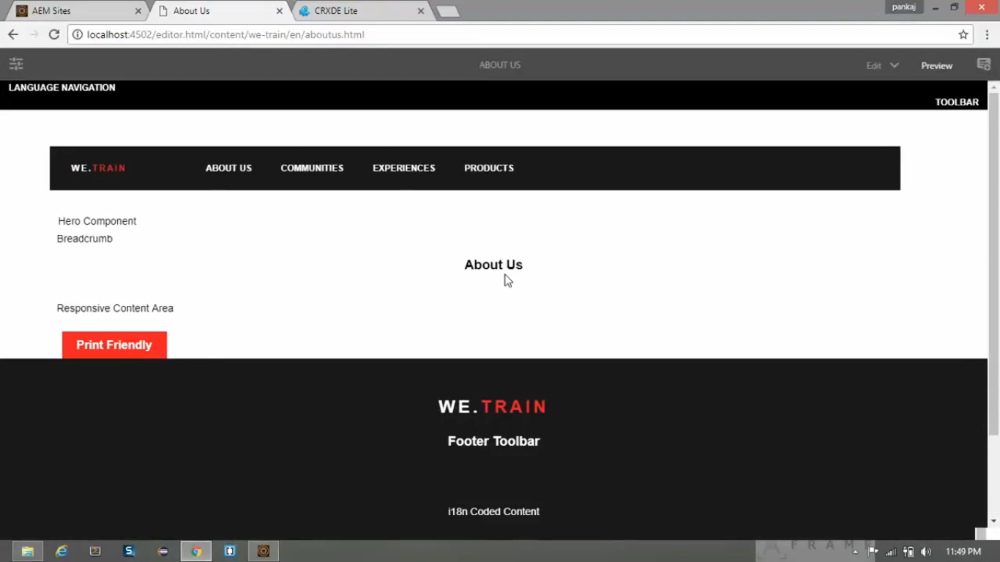 AEM Sites
About Us
CRXDE Lite
pankaj
localhost:4502/editor.html/content/we-train/en/aboutus.html
ABOUT US
Edit
Preview
LANGUAGE NAVIGATION
TOOLBAR
WE.TRAIN
ABOUT US
COMMUNITIES
EXPERIENCES
PRODUCTS
Hero Component
Breadcrumb
About Us
Responsive Content Area
Print Friendly
WE.TRAIN
Footer Toolbar
i18n Coded Content
S
A FRAME
11:49 PM